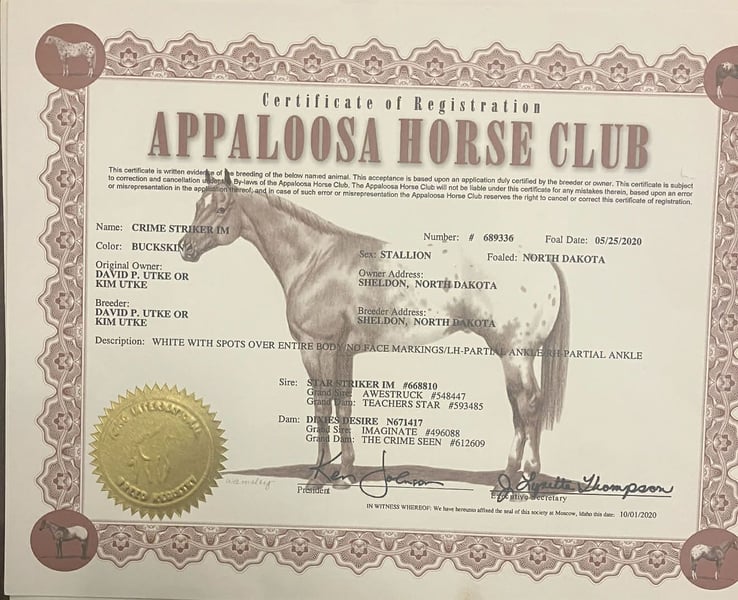 Certificate of Registration
APPALOOSA HORSE CLUB
This certificate is written evidence of the breeding of the below named animal. This acceptance is based upon an application duly certified by the breeder or owner. This certificate is subject
to correction and cancellation under the By-laws of the Appaloosa Horse Club, The Appaloosa Horse Club will not be liable under this certificate for any mistakes therein, based upon an error
or misrepresentation in the application thereof, and in case of such error or misrepresentation the Appaloosa Horse Club reserves the right to cancel or correct this certificate of registration.
Name: CRIME STRIKER IM
Number: # 689336 Foal Date: 05/25/2020
Color: BUCKSKIN
Sex: STALLION Foaled: NORTH DAKOTA
Original Owner:
DAVID P. UTKE OR
KIM UTKE
Owner Address:
SHELDON, NORTH DAKOTA
Breeder:
DAVID P. UTKE OR
KIM UTKE
Breeder Address:
SHELDON, NORTH DAKOTA
Description: WHITE WITH SPOTS OVER ENTIRE BODY/NO FACE MARKINGS/LH-PARTIAL ANKLE/RH-PARTIAL ANKLE
Sire: STAR STRIKER IM #668810
Grand Sire: AWESTRUCK #548447
Grand Dam: TEACHERS STAR #593485
Dam: DIXIES DESIRE N671417
Grand Sire: IMAGINATE #496088
Grand Dam: THE CRIME SEEN #612609
Ken Johnson
President
Lynette Thompson
Executive Secretary
IN WITNESS WHEREOF: We have hereunto affixed the seal of this society at Moscow, Idaho this date: 10/01/2020